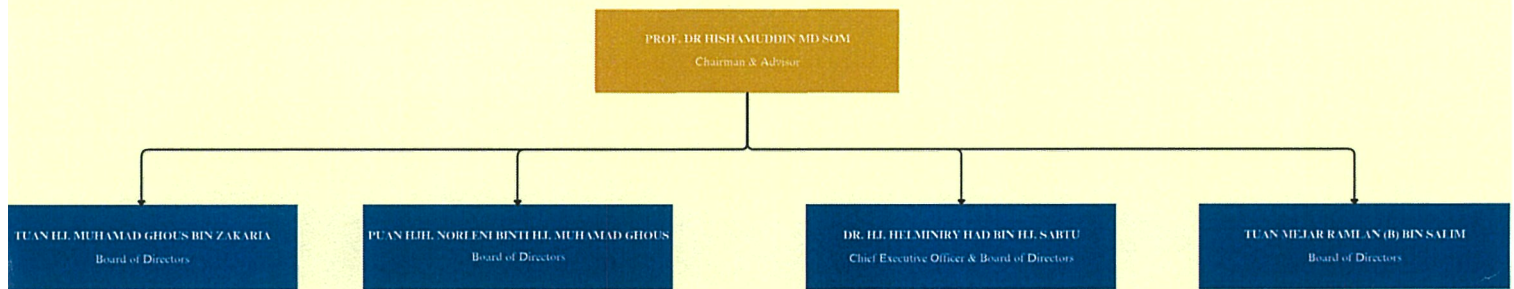 PROF. DR HISHAMUDDIN MD SOM
Chairman & Advisor
TUAN HJ. MUHAMAD GHOUS BIN ZAKARIA
Board of Directors
PUAN HJH. NORLENI BINTI HJ. MUHAMAD GHOUS
Board of Directors
DR. HJ. HELMINIRY HAD BIN HJ. SABTU
Chief Executive Officer & Board of Directors
TUAN MEJAR RAMLAN (B) BIN SALIM
Board of Directors